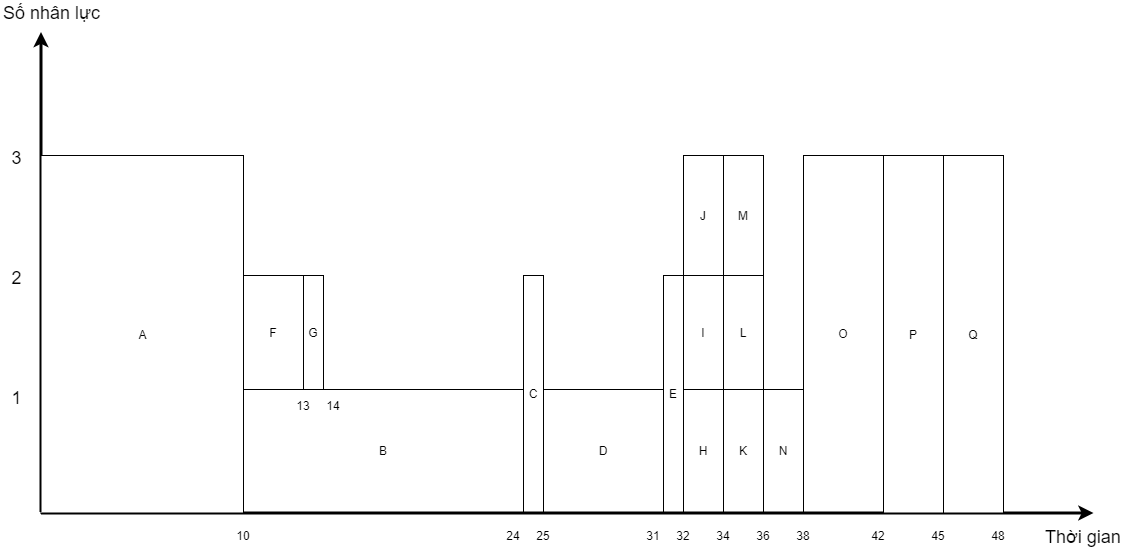 Số nhân lực
3
J M
2
A F G I L O P Q
C E
1
13 14
B D H K N
10 24 25 31 32 34 36 38 42 45 48
Thời gian